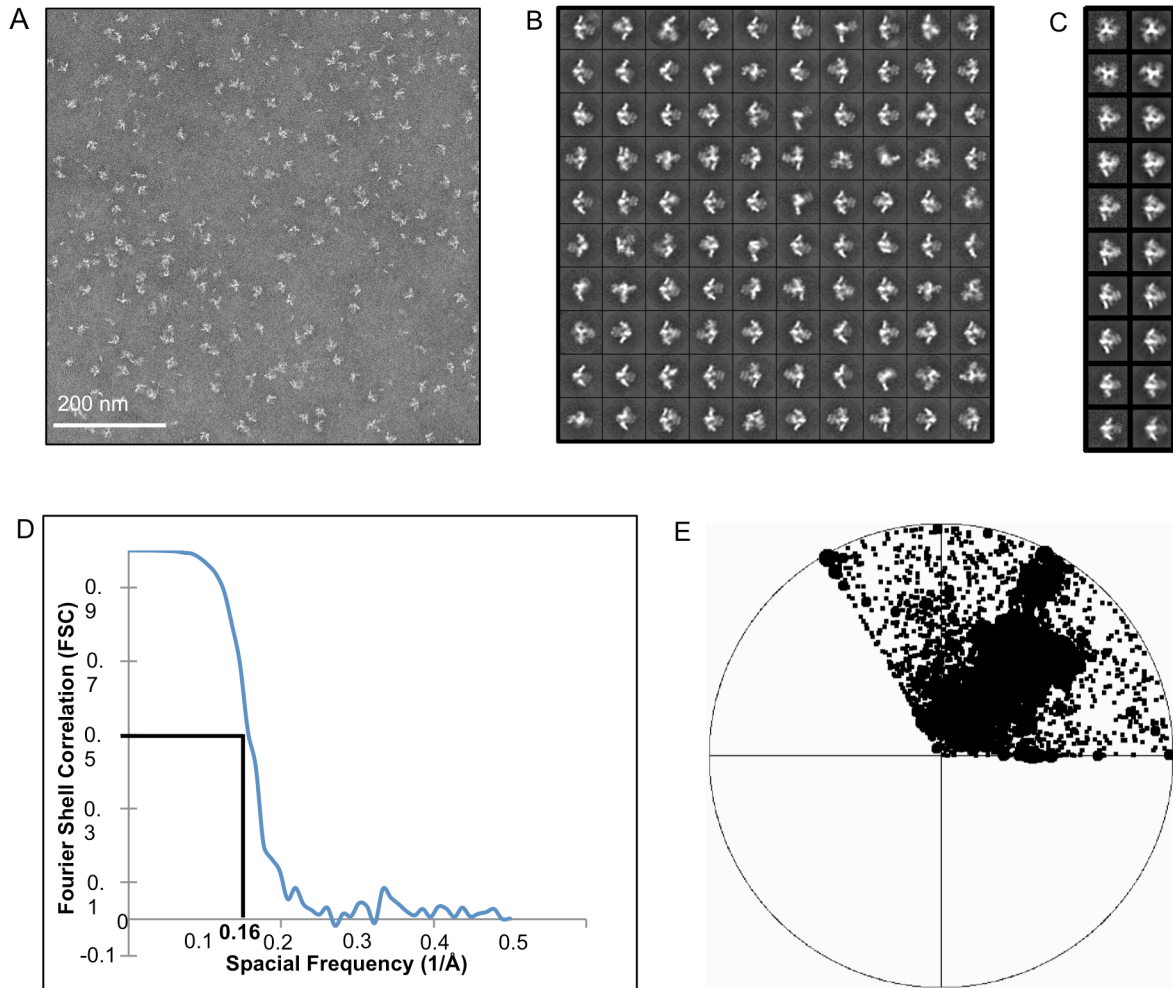 A
200 nm
B
C
D
Fourier Shell Correlation (FSC)
0.
9
0.
7
0.
5
0.
3
0.
1
0
-0.1
0.1
0.16
0.2
0.3
0.4
0.5
Spacial Frequency (1/Å)
E